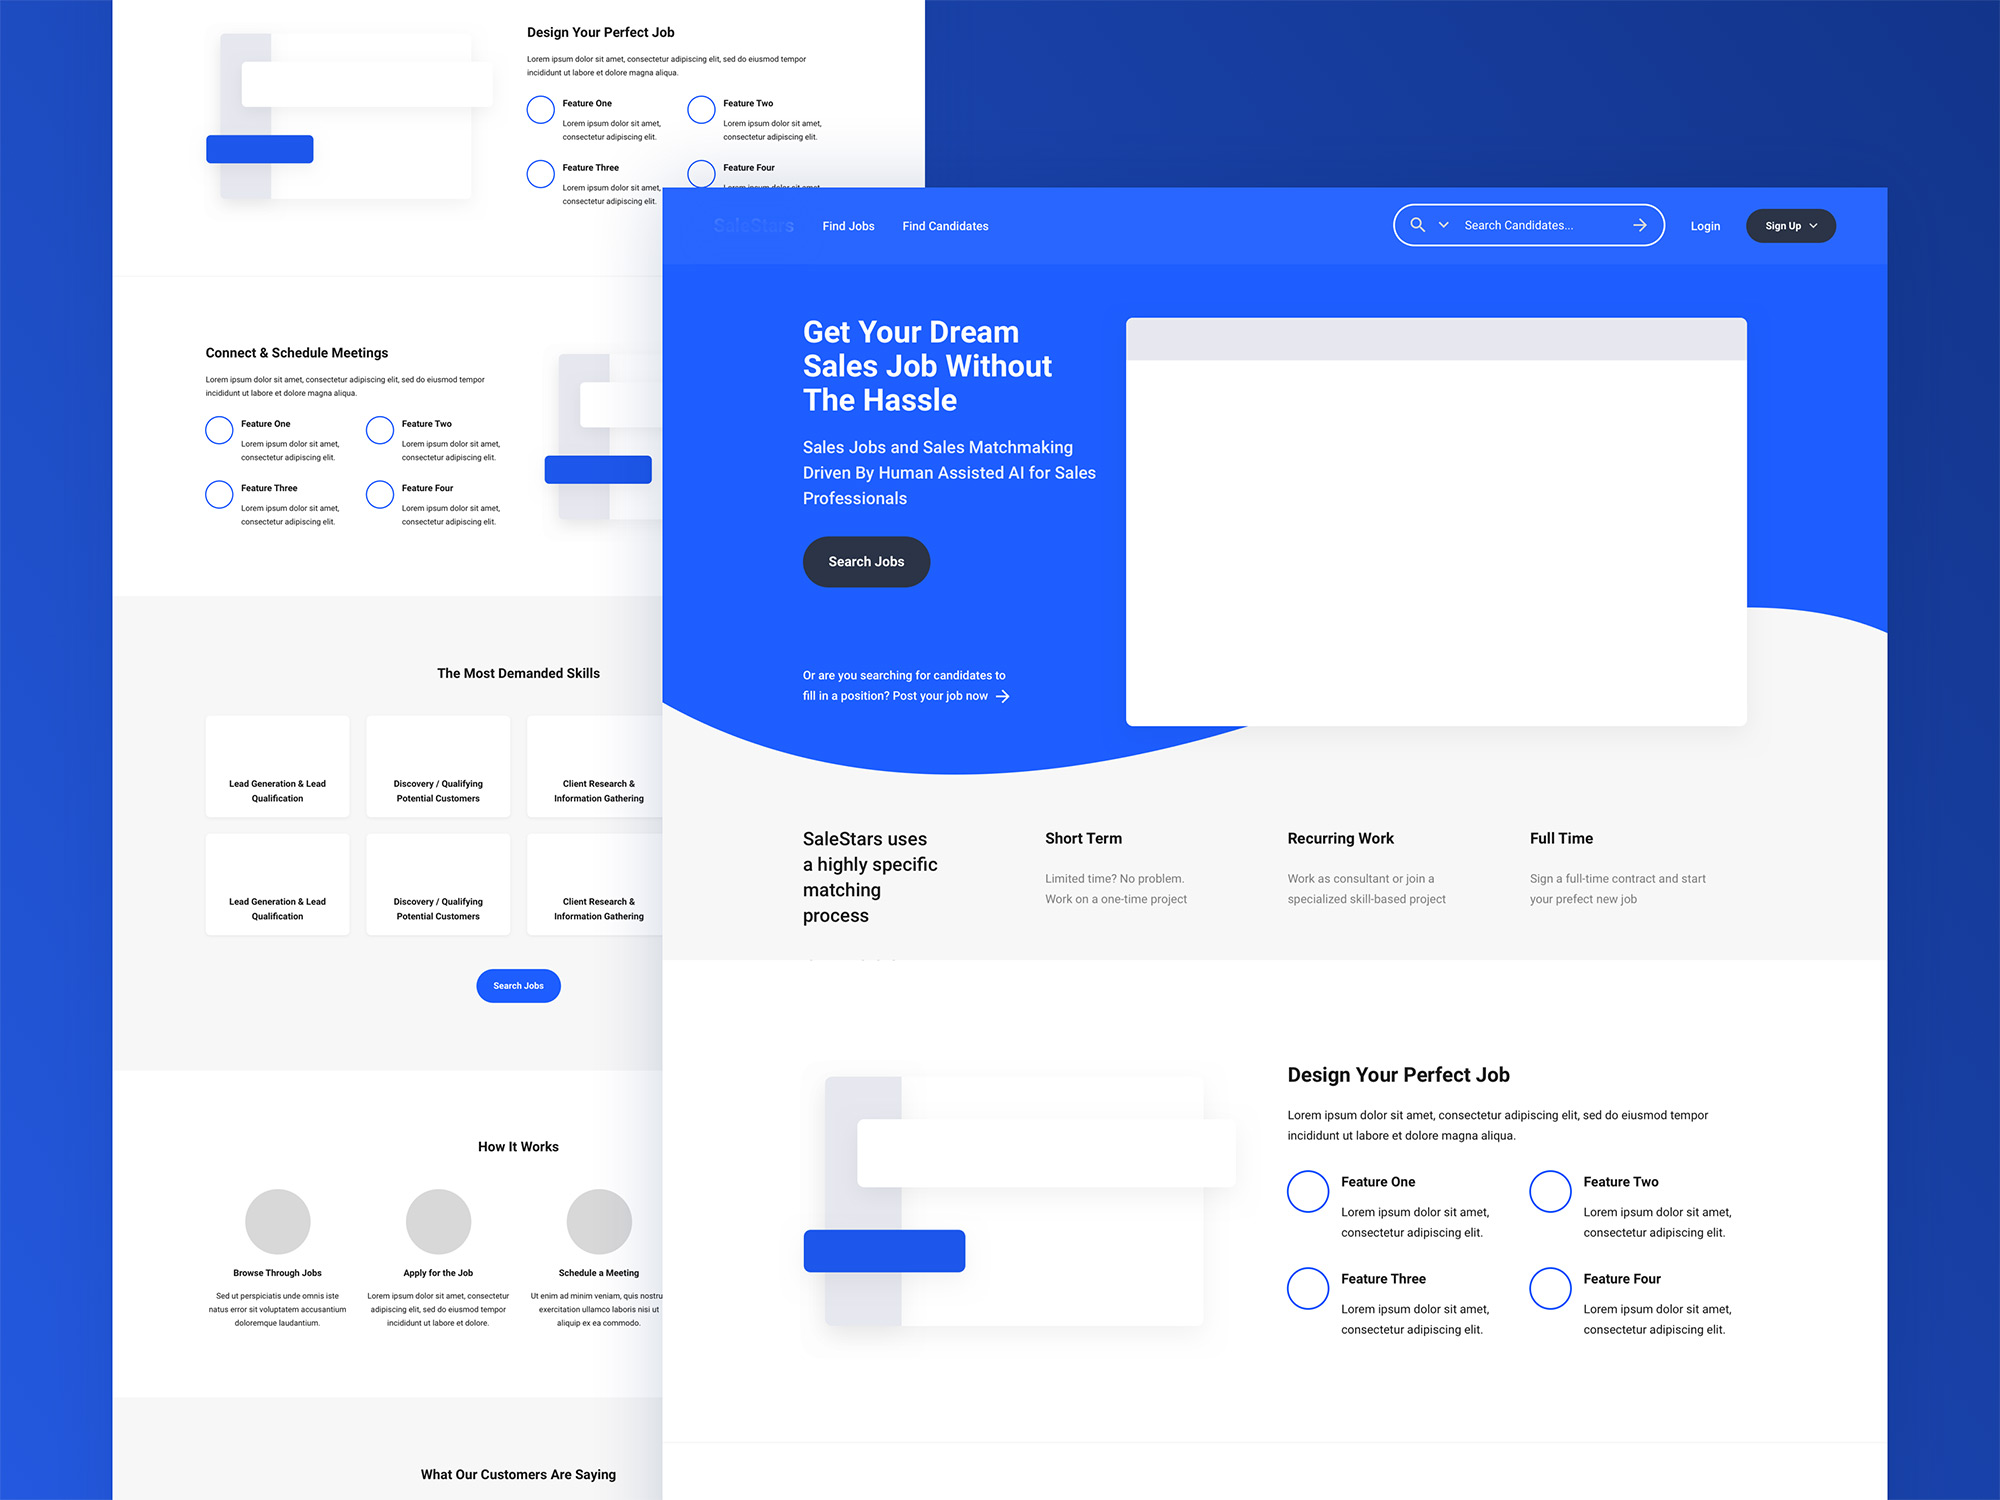 Design Your Perfect Job
Lorem ipsum dolor sit amet, consectetur adipiscing elit, sed do eiusmod tempor
incididunt ut labore et dolore magna aliqua.
Feature One
Lorem ipsum dolor sit amet,
consectetur adipiscing elit.
Feature Two
Lorem ipsum dolor sit amet,
consectetur adipiscing elit.
Feature Three
Lorem ipsum dolor sit amet,
consectetur adipiscing elit.
Feature Four
Lorem ipsum dolor sit amet,
Connect & Schedule Meetings
Lorem ipsum dolor sit amet, consectetur adipiscing elit, sed do eiusmod tempor
incididunt ut labore et dolore magna aliqua.
Feature One
Lorem ipsum dolor sit amet,
consectetur adipiscing elit.
Feature Two
Lorem ipsum dolor sit amet,
consectetur adipiscing elit.
Feature Three
Lorem ipsum dolor sit amet,
consectetur adipiscing elit.
Feature Four
Lorem ipsum dolor sit amet,
consectetur adipiscing elit.
The Most Demanded Skills
Lead Generation & Lead
Qualification
Discovery / Qualifying
Potential Customers
Client Research &
Information Gathering
Lead Generation & Lead
Qualification
Discovery / Qualifying
Potential Customers
Client Research &
Information Gathering
Search Jobs
How It Works
Browse Through Jobs
Sed ut perspiciatis unde omnis iste
natus error sit voluptatem accusantium
doloremque laudantium.
Apply for the Job
Lorem ipsum dolor sit amet, consectetur
adipiscing elit, sed do eiusmod tempor
incididunt ut labore et dolore.
Schedule a Meeting
Ut enim ad minim veniam, quis nostru
exercitation ullamco laboris nisi ut
aliquip ex ea commodo.
What Our Customers Are Saying
SaleStars
Find Jobs
Find Candidates
Search Candidates...
Login
Sign Up
Get Your Dream
Sales Job Without
The Hassle
Sales Jobs and Sales Matchmaking
Driven By Human Assisted AI for Sales
Professionals
Search Jobs
Or are you searching for candidates to
fill in a position? Post your job now
SaleStars uses
a highly specific
matching
process
Short Term
Limited time? No problem.
Work on a one-time project
Recurring Work
Work as consultant or join a
specialized skill-based project
Full Time
Sign a full-time contract and start
your prefect new job
Design Your Perfect Job
Lorem ipsum dolor sit amet, consectetur adipiscing elit, sed do eiusmod tempor
incididunt ut labore et dolore magna aliqua.
Feature One
Lorem ipsum dolor sit amet,
consectetur adipiscing elit.
Feature Two
Lorem ipsum dolor sit amet,
consectetur adipiscing elit.
Feature Three
Lorem ipsum dolor sit amet,
consectetur adipiscing elit.
Feature Four
Lorem ipsum dolor sit amet,
consectetur adipiscing elit.